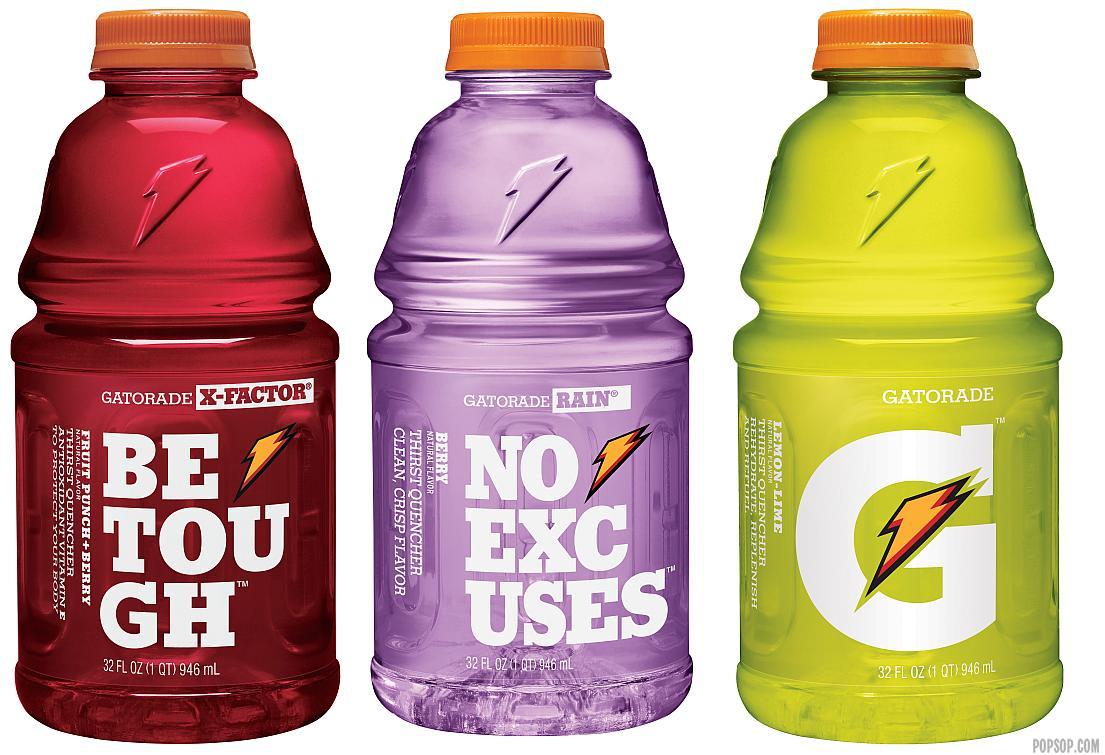 GATORADE X-FACTOR®
BE
TOU
GH™
FRUIT PUNCH + BERRY
NATURAL FLAVOR
THIRST QUENCHER
ANTIOXIDANT VITAMIN E
TO PROTECT YOUR BODY
32 FL OZ (1 QT) 946 mL
GATORADE RAIN®
NO
EXC
USES™
BERRY
NATURAL FLAVOR
THIRST QUENCHER
CLEAN, CRISP FLAVOR
32 FL OZ (1 QT) 946 mL
GATORADE
G™
LEMON-LIME
NATURAL FLAVOR
THIRST QUENCHER
REHYDRATE, REPLENISH
AND REFUEL
32 FL OZ (1 QT) 946 mL
POPSOP.COM